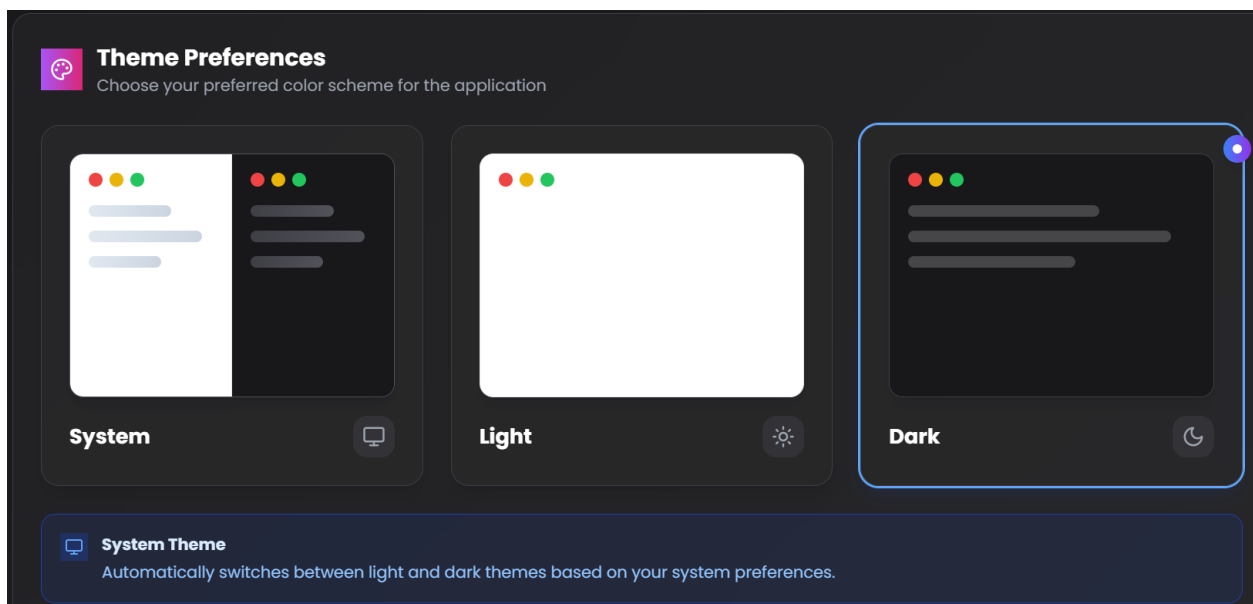 Theme Preferences
Choose your preferred color scheme for the application
System
Light
Dark
System Theme
Automatically switches between light and dark themes based on your system preferences.